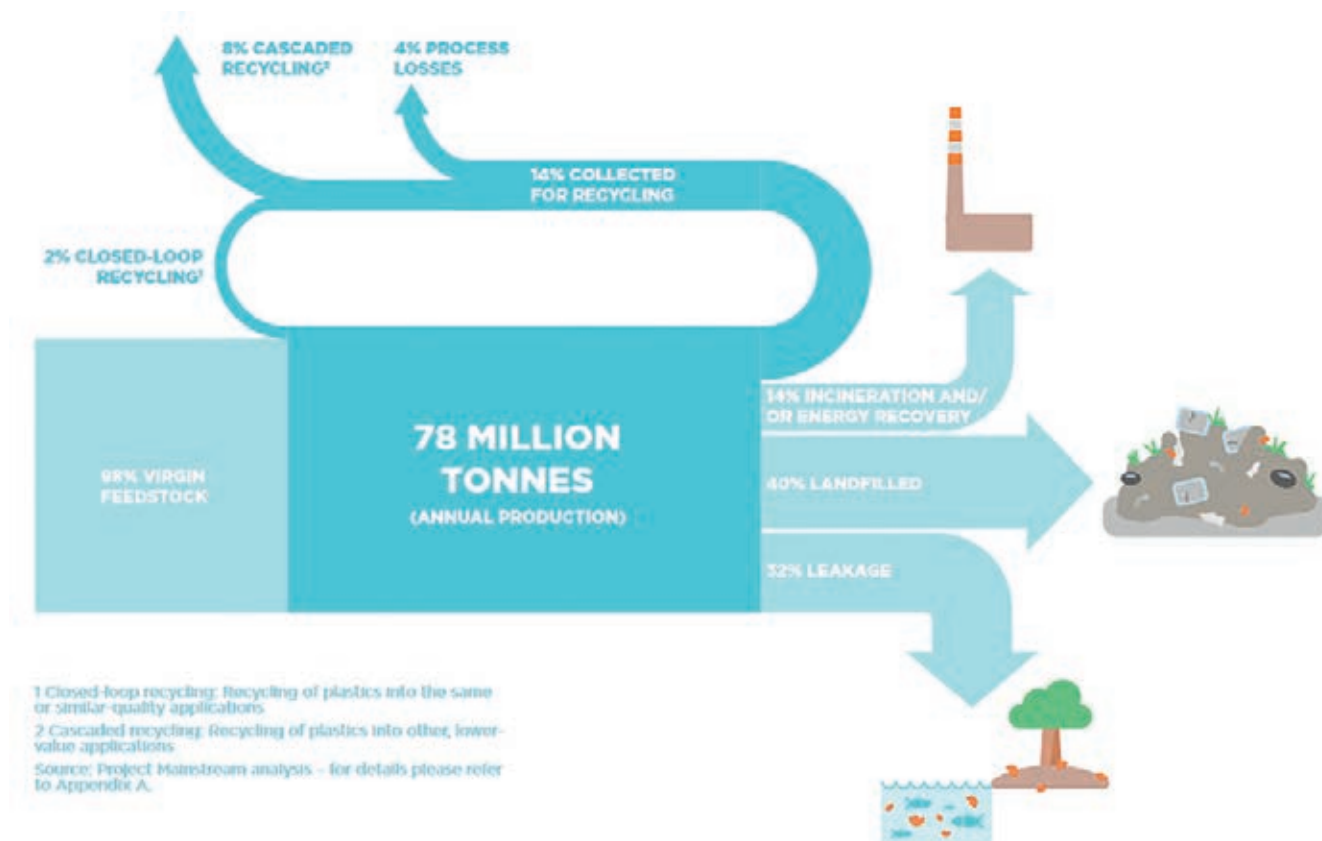 8% CASCADED
RECYCLING²
4% PROCESS
LOSSES
14% COLLECTED
FOR RECYCLING
2% CLOSED-LOOP
RECYCLING¹
98% VIRGIN
FEEDSTOCK
78 MILLION
TONNES
(ANNUAL PRODUCTION)
14% INCINERATION AND/
OR ENERGY RECOVERY
40% LANDFILLED
32% LEAKAGE
1 Closed-loop recycling: Recycling of plastics into the same
or similar-quality applications
2 Cascaded recycling: Recycling of plastics into other, lower-
value applications
Source: Project Mainstream analysis – for details please refer
to Appendix A.